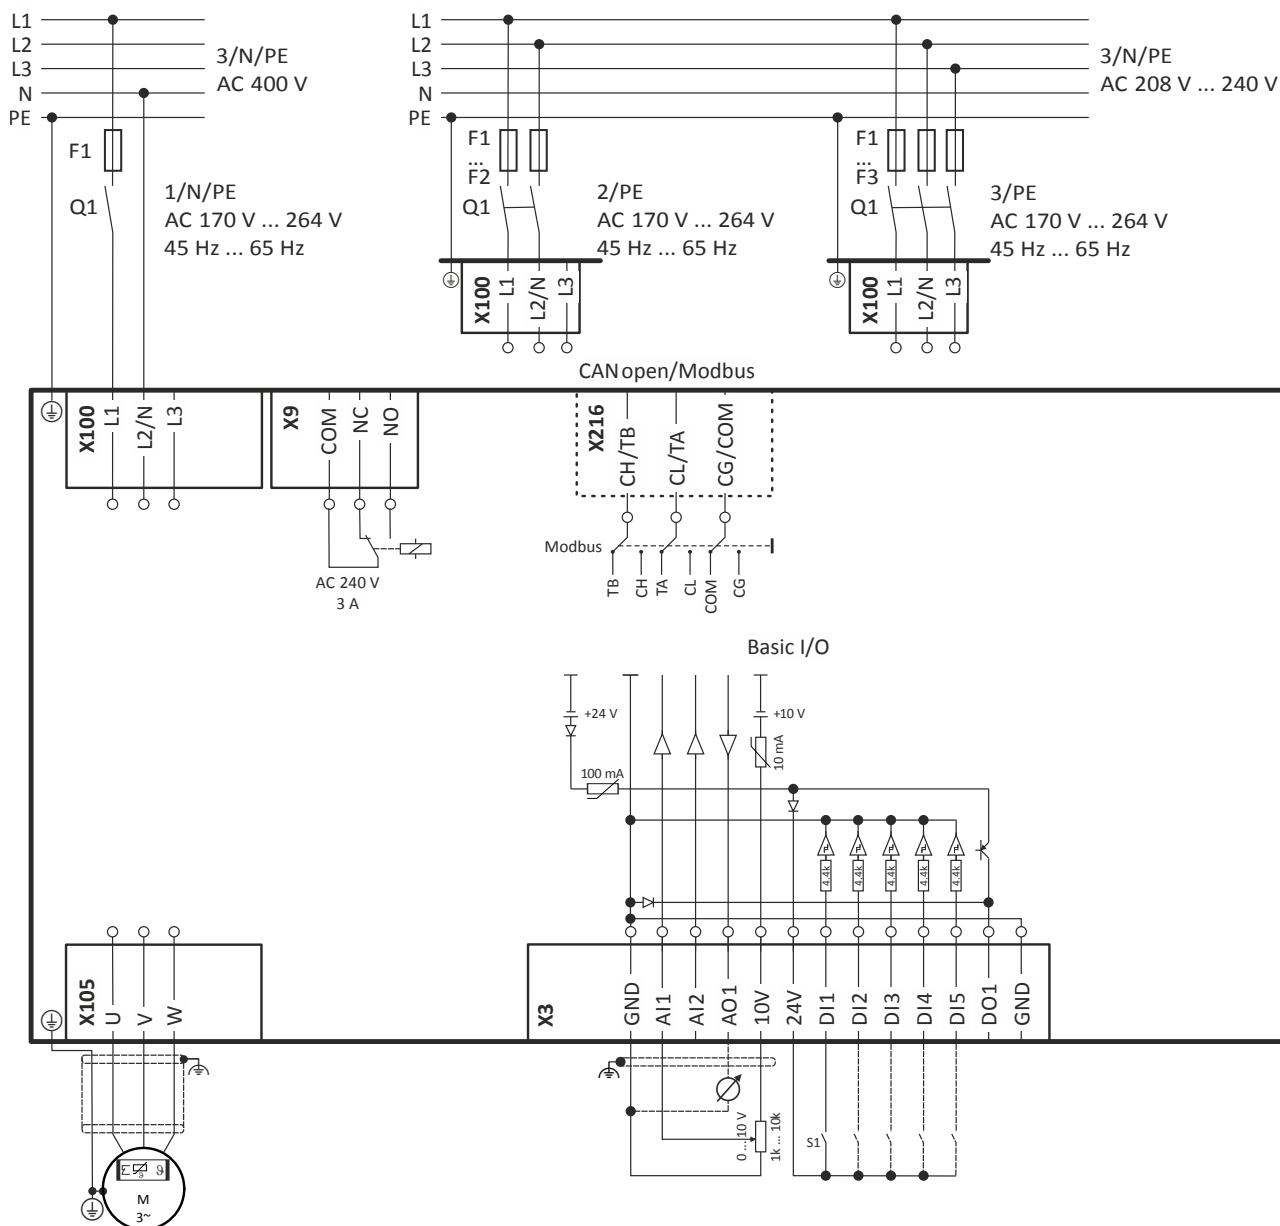 L1
L2
L3
N
PE
3/N/PE
AC 400 V
F1
Q1
1/N/PE
AC 170 V ... 264 V
45 Hz ... 65 Hz
L1
L2
L3
N
PE
3/N/PE
AC 208 V ... 240 V
F1
...
F2
Q1
2/PE
AC 170 V ... 264 V
45 Hz ... 65 Hz
X100
L1
L2/N
L3
F1
...
F3
Q1
3/PE
AC 170 V ... 264 V
45 Hz ... 65 Hz
X100
L1
L2/N
L3
X100
L1
L2/N
L3
X9
COM
NC
NO
AC 240 V
3 A
CANopen/Modbus
X216
CH/TB
CL/TA
CG/COM
Modbus
TB
CH
TA
CL
COM
CG
Basic I/O
+24 V
+10 V
10 mA
100 mA
4.4k
4.4k
4.4k
4.4k
4.4k
X105
U
V
W
X3
GND
AI1
AI2
AO1
10V
24V
DI1
DI2
DI3
DI4
DI5
DO1
GND
0 ... 10 V
1k ... 10k
S1
ϑ
M
3~